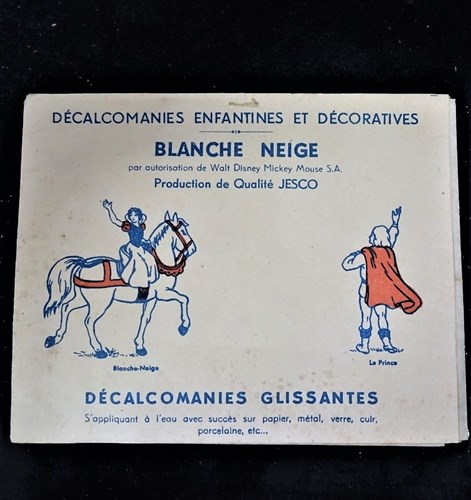 DÉCALCOMANIES ENFANTINES ET DÉCORATIVES
BLANCHE NEIGE
par autorisation de Walt Disney Mickey Mouse S.A.
Production de Qualité JESCO
Blanche-Neige
Le Prince
DÉCALCOMANIES GLISSANTES
S'appliquant à l'eau avec succès sur papier, métal, verre, cuir,
porcelaine, etc...